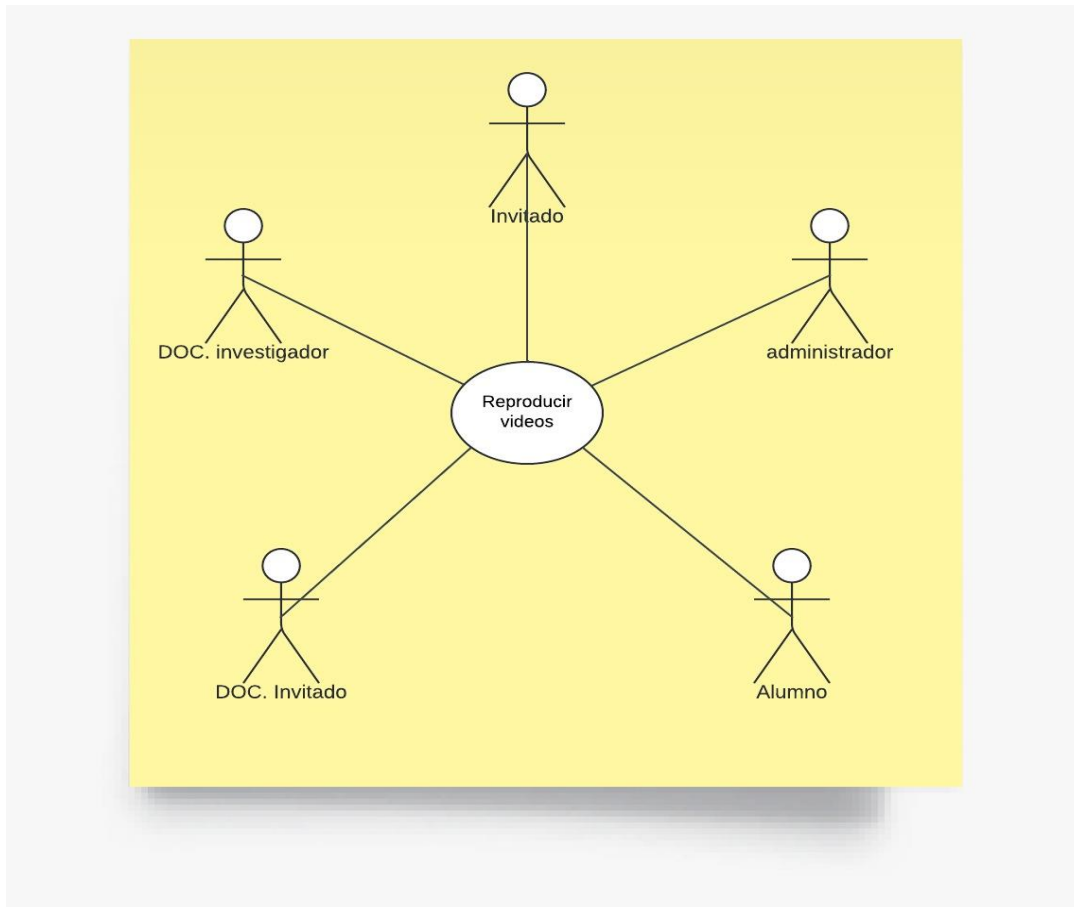 Invitado
DOC. investigador
administrador
Reproducir
videos
DOC. Invitado
Alumno